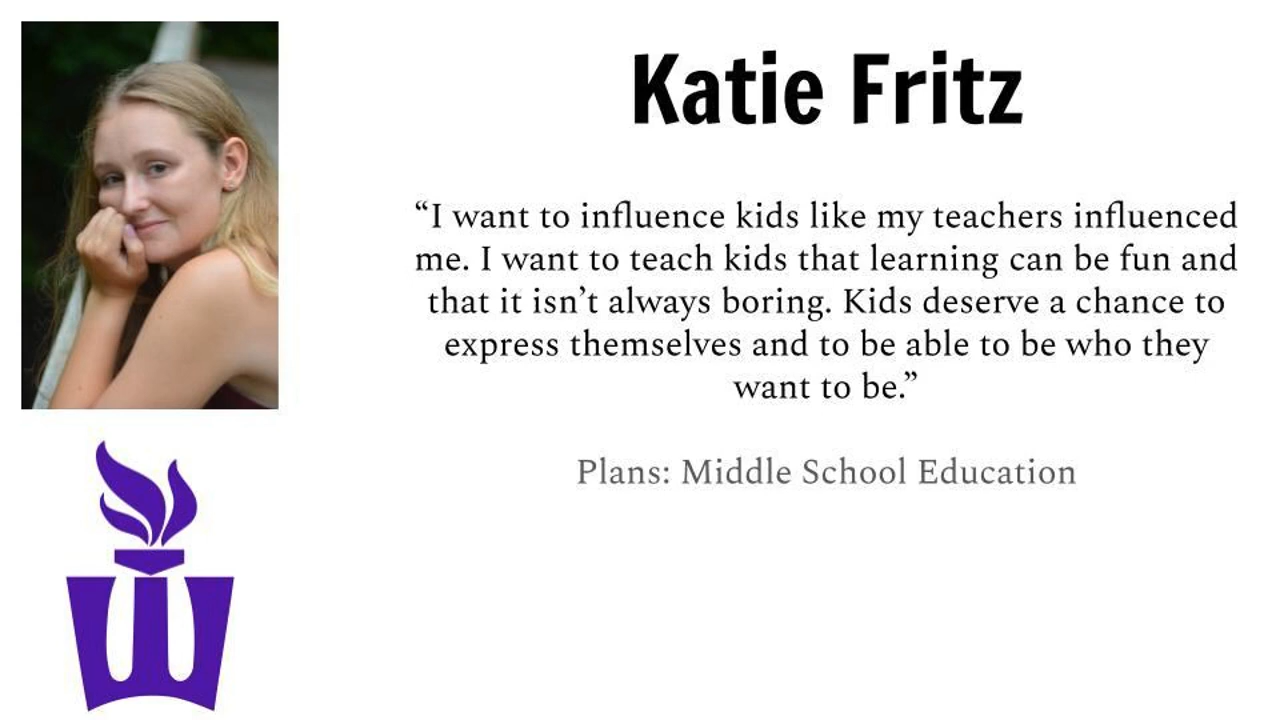 Katie Fritz
“I want to influence kids like my teachers influenced
me. I want to teach kids that learning can be fun and
that it isn’t always boring. Kids deserve a chance to
express themselves and to be able to be who they
want to be.”
Plans: Middle School Education
W